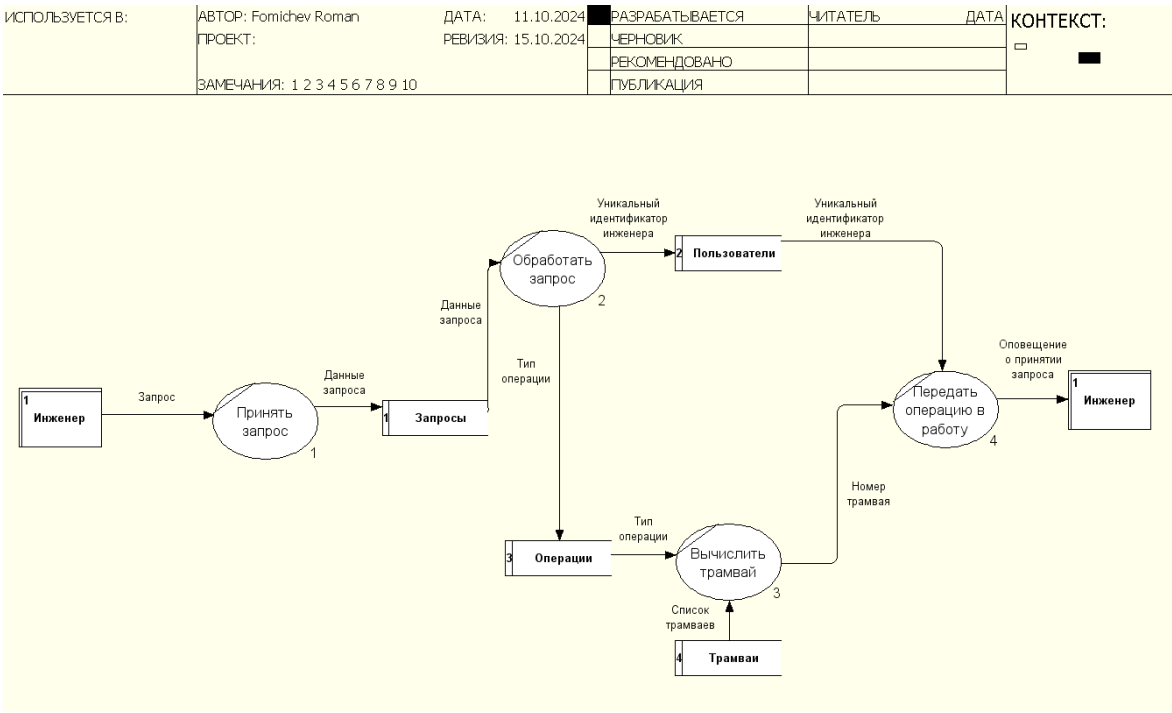 ИСПОЛЬЗУЕТСЯ В:
АВТОР: Fomichev Roman
ДАТА: 11.10.2024
ПРОЕКТ:
РЕВИЗИЯ: 15.10.2024
ЗАМЕЧАНИЯ: 1 2 3 4 5 6 7 8 9 10
РАЗРАБАТЫВАЕТСЯ
ЧЕРНОВИК
РЕКОМЕНДОВАНО
ПУБЛИКАЦИЯ
ЧИТАТЕЛЬ
ДАТА
КОНТЕКСТ:
Уникальный
идентификатор
инженера
Уникальный
идентификатор
инженера
Обработать
запрос
2
2 Пользователи
Данные
запроса
Тип
операции
Оповещение
о принятии
запроса
1
Инженер
Запрос
Принять
запрос
1
Данные
запроса
1 Запросы
Передать
операцию в
работу
4
1
Инженер
Номер
трамвая
3 Операции
Тип
операции
Вычислить
трамвай
3
Список
трамваев
4 Трамваи